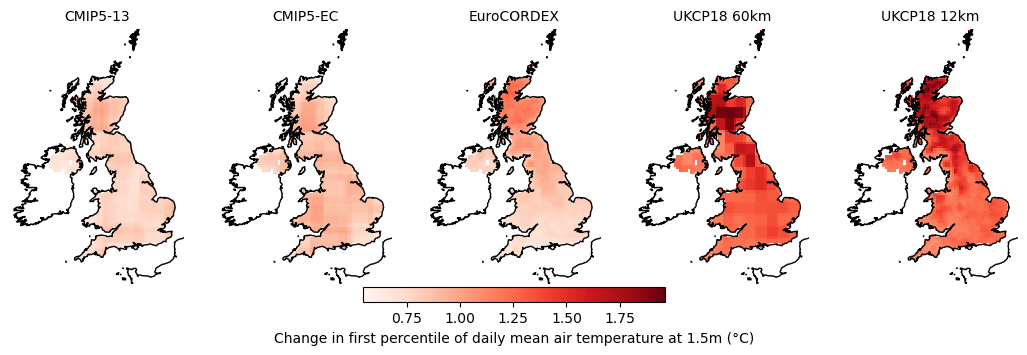 CMIP5-13
CMIP5-EC
EuroCORDEX
UKCP18 60km
UKCP18 12km
0.75 1.00 1.25 1.50 1.75
Change in first percentile of daily mean air temperature at 1.5m (°C)